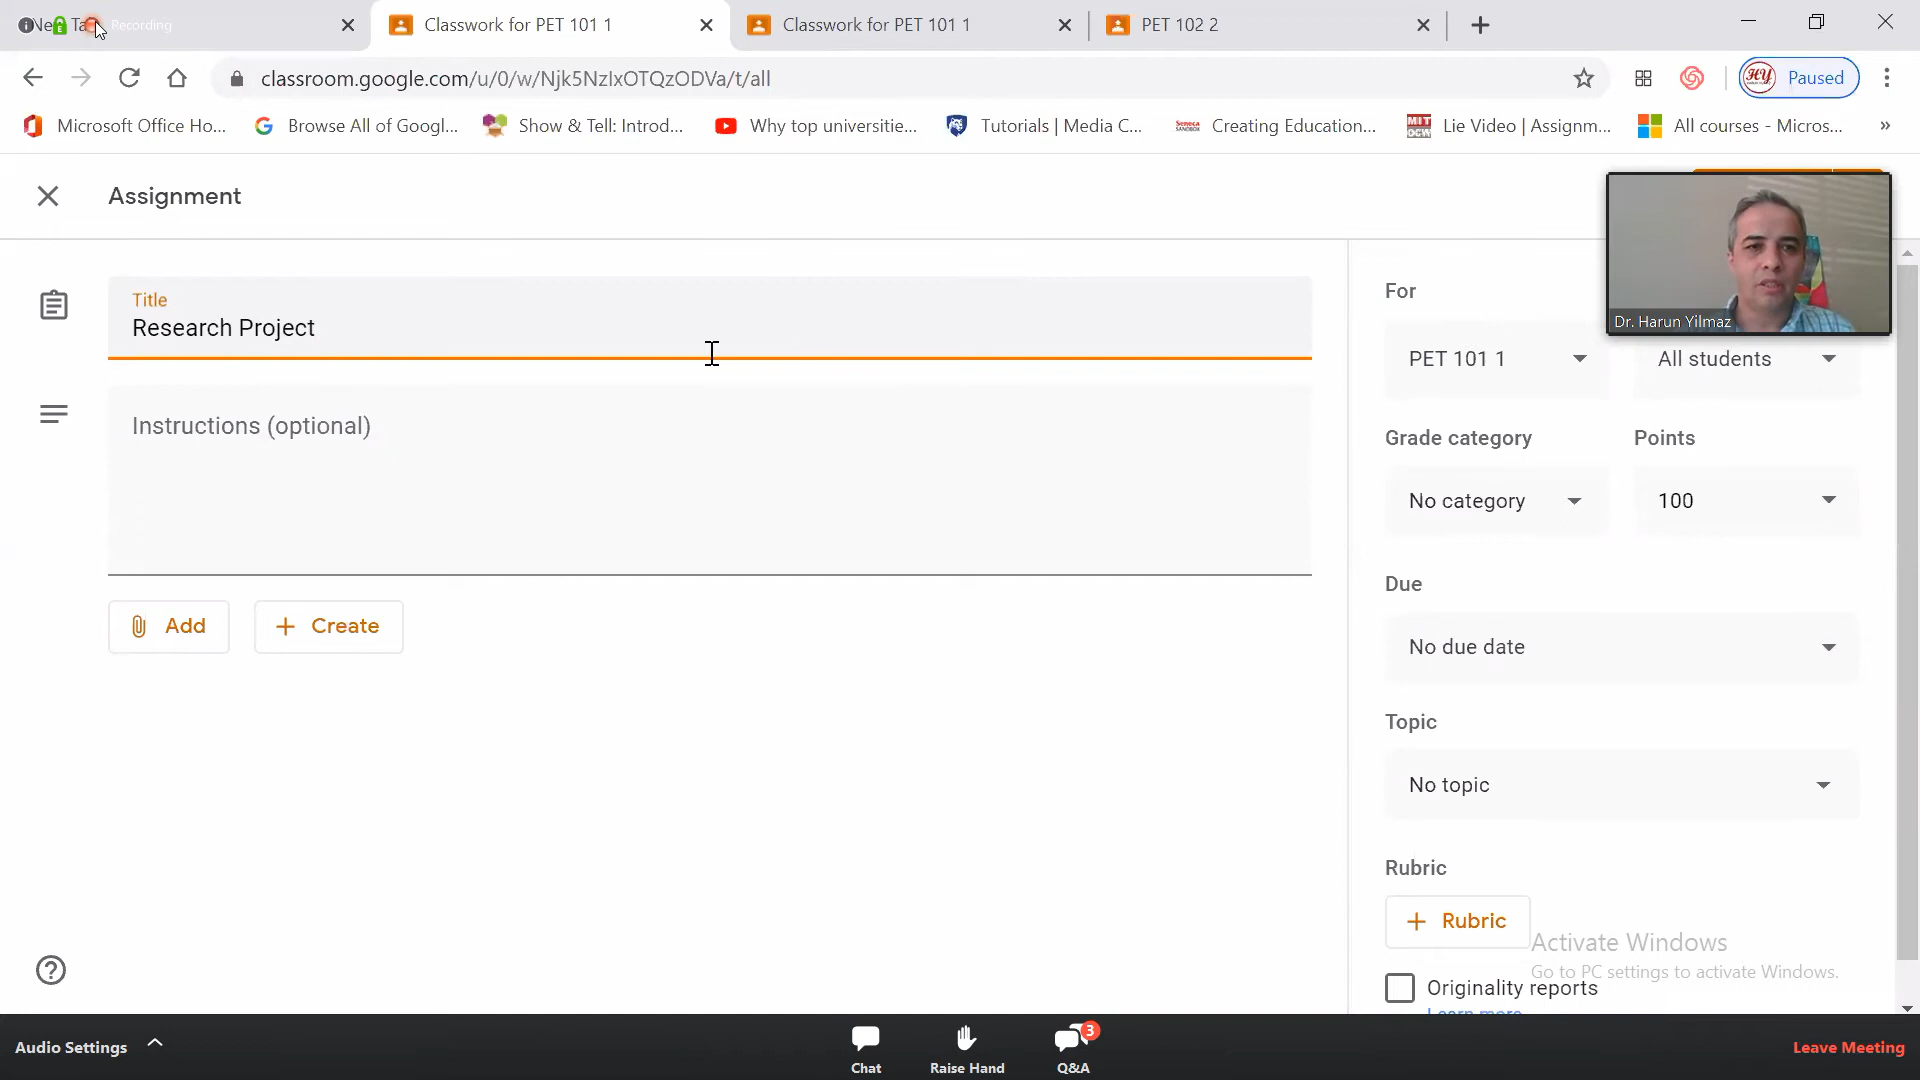 Recording
Classwork for PET 101 1
Classwork for PET 101 1
PET 102 2
classroom.google.com/u/0/w/Njk5NzIxOTQzODVa/t/all
Paused
Microsoft Office Ho...
Browse All of Googl...
Show & Tell: Introd...
Why top universitie...
Tutorials | Media C...
Creating Education...
Lie Video | Assignm...
All courses - Micros...
»
Assignment
Dr. Harun Yilmaz
Title
Research Project
Instructions (optional)
Add
Create
For
PET 101 1
All students
Grade category
Points
No category
100
Due
No due date
Topic
No topic
Rubric
Rubric
Activate Windows
Go to PC settings to activate Windows.
Originality reports
Learn more
Audio Settings
Chat
Raise Hand
3
Q&A
Leave Meeting